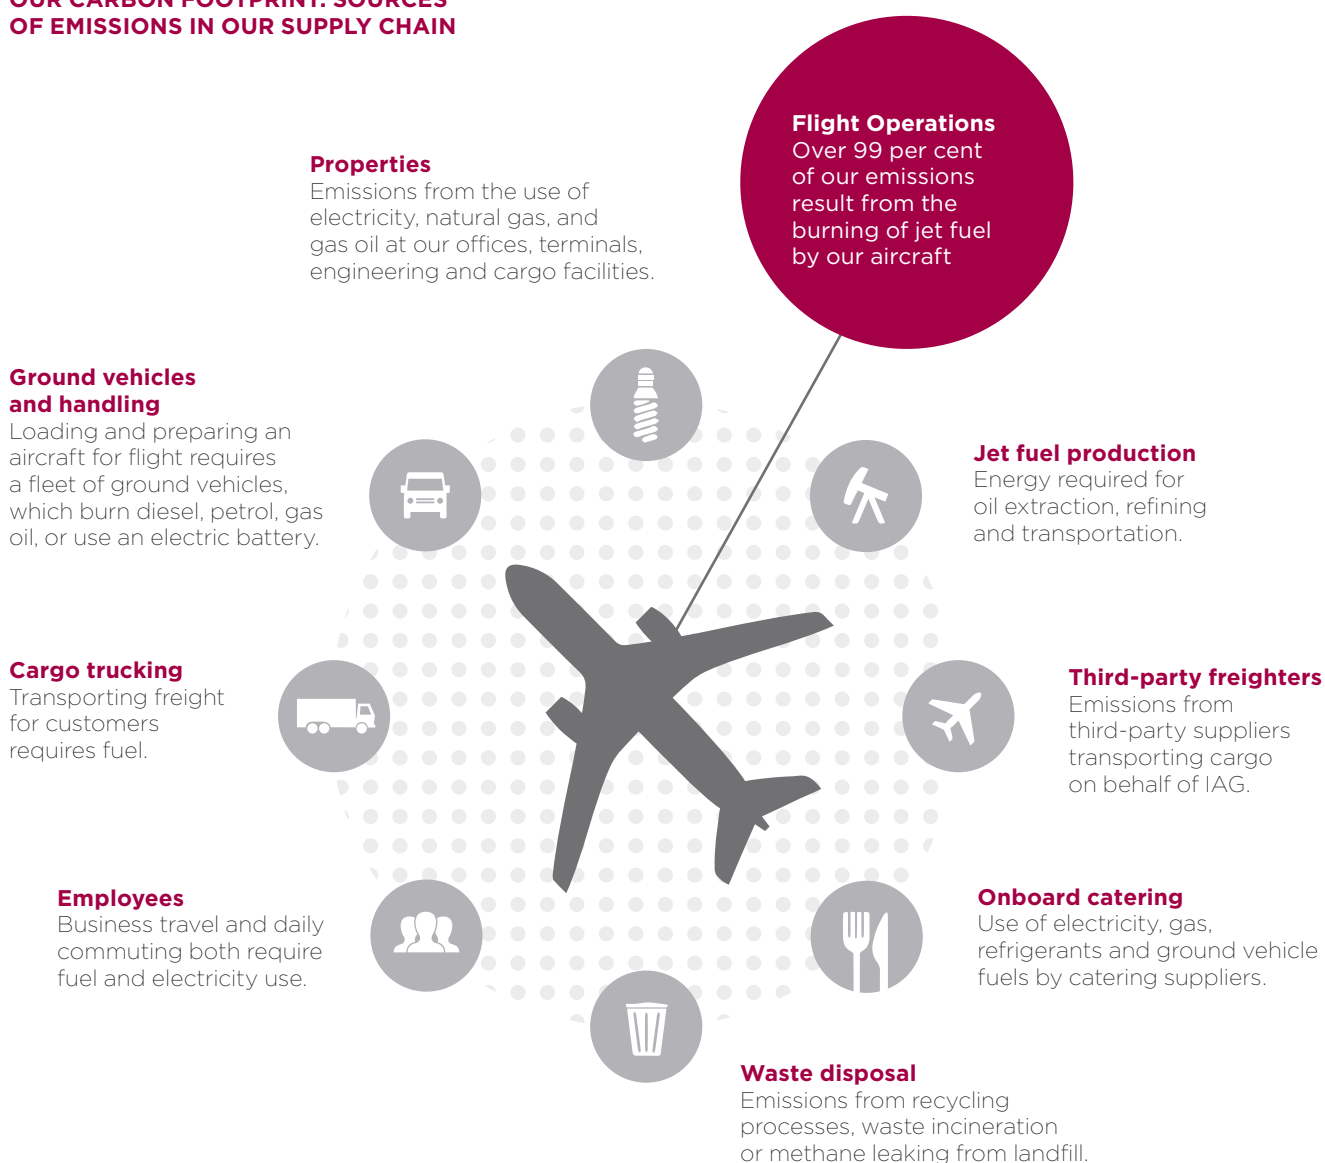 OUR CARBON FOOTPRINT: SOURCES
OF EMISSIONS IN OUR SUPPLY CHAIN
Flight Operations
Over 99 per cent
of our emissions
result from the
burning of jet fuel
by our aircraft
Properties
Emissions from the use of
electricity, natural gas, and
gas oil at our offices, terminals,
engineering and cargo facilities.
Ground vehicles
and handling
Loading and preparing an
aircraft for flight requires
a fleet of ground vehicles,
which burn diesel, petrol, gas
oil, or use an electric battery.
Jet fuel production
Energy required for
oil extraction, refining
and transportation.
Cargo trucking
Transporting freight
for customers
requires fuel.
Third-party freighters
Emissions from
third-party suppliers
transporting cargo
on behalf of IAG.
Employees
Business travel and daily
commuting both require
fuel and electricity use.
Onboard catering
Use of electricity, gas,
refrigerants and ground vehicle
fuels by catering suppliers.
Waste disposal
Emissions from recycling
processes, waste incineration
or methane leaking from landfill.